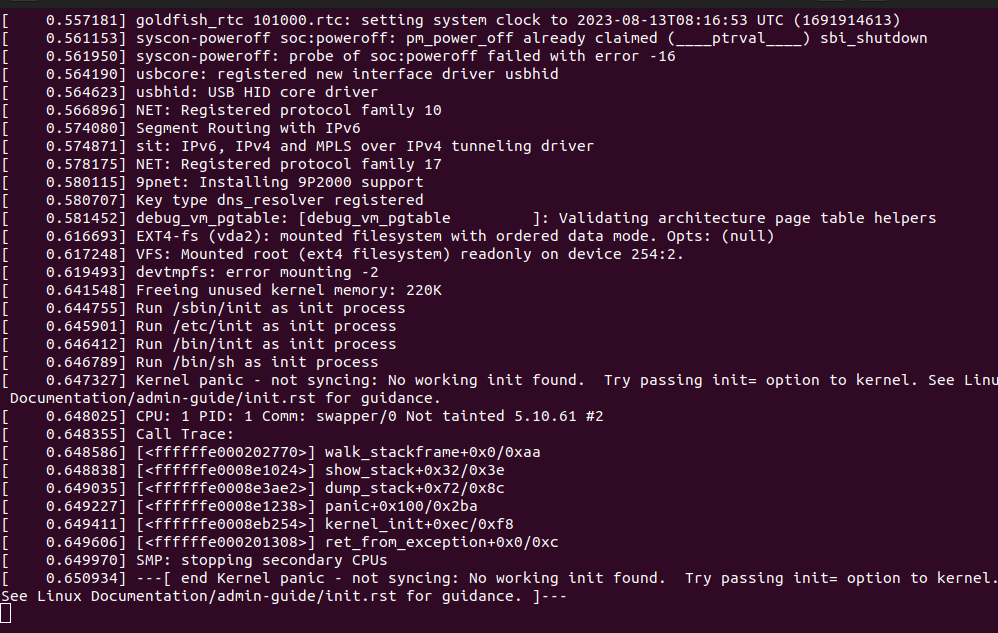 [    0.557181] goldfish_rtc 101000.rtc: setting system clock to 2023-08-13T08:16:53 UTC (1691914613)
[    0.561153] syscon-poweroff soc:poweroff: pm_power_off already claimed (____ptrval____) sbi_shutdown
[    0.561950] syscon-poweroff: probe of soc:poweroff failed with error -16
[    0.564190] usbcore: registered new interface driver usbhid
[    0.564623] usbhid: USB HID core driver
[    0.566896] NET: Registered protocol family 10
[    0.574080] Segment Routing with IPv6
[    0.574871] sit: IPv6, IPv4 and MPLS over IPv4 tunneling driver
[    0.578175] NET: Registered protocol family 17
[    0.580115] 9pnet: Installing 9P2000 support
[    0.580707] Key type dns_resolver registered
[    0.581452] debug_vm_pgtable: [debug_vm_pgtable         ]: Validating architecture page table helpers
[    0.616693] EXT4-fs (vda2): mounted filesystem with ordered data mode. Opts: (null)
[    0.617248] VFS: Mounted root (ext4 filesystem) readonly on device 254:2.
[    0.619493] devtmpfs: error mounting -2
[    0.641548] Freeing unused kernel memory: 220K
[    0.644755] Run /sbin/init as init process
[    0.645901] Run /etc/init as init process
[    0.646412] Run /bin/init as init process
[    0.646789] Run /bin/sh as init process
[    0.647327] Kernel panic - not syncing: No working init found.  Try passing init= option to kernel. See Linu
 Documentation/admin-guide/init.rst for guidance.
[    0.648025] CPU: 1 PID: 1 Comm: swapper/0 Not tainted 5.10.61 #2
[    0.648355] Call Trace:
[    0.648586] [<ffffffe000202770>] walk_stackframe+0x0/0xaa
[    0.648838] [<ffffffe0008e1024>] show_stack+0x32/0x3e
[    0.649035] [<ffffffe0008e3ae2>] dump_stack+0x72/0x8c
[    0.649227] [<ffffffe0008e1238>] panic+0x100/0x2ba
[    0.649411] [<ffffffe0008eb254>] kernel_init+0xec/0xf8
[    0.649606] [<ffffffe000201308>] ret_from_exception+0x0/0xc
[    0.649970] SMP: stopping secondary CPUs
[    0.650934] ---[ end Kernel panic - not syncing: No working init found.  Try passing init= option to kernel.
See Linux Documentation/admin-guide/init.rst for guidance. ]---